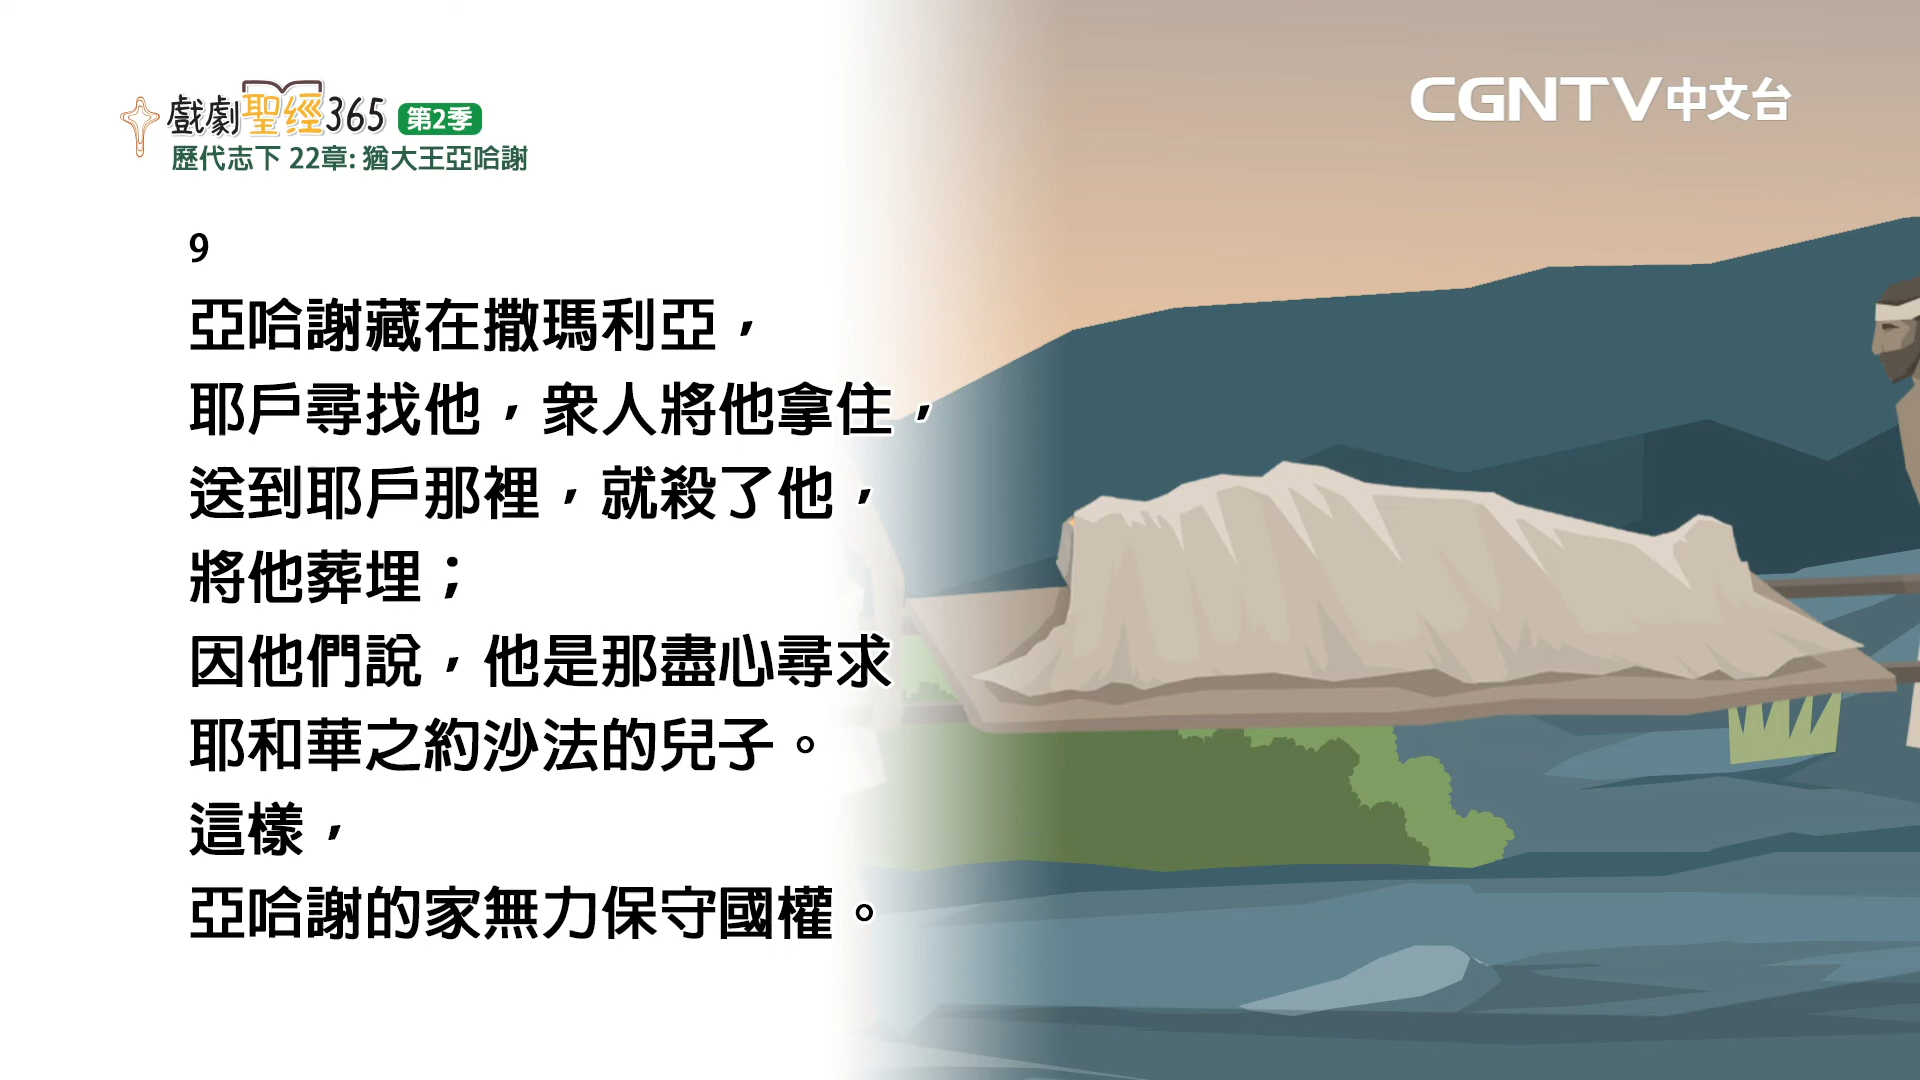 戲劇聖經365 第2季
歷代志下 22章: 猶大王亞哈謝
CGNTV中文台
9
亞哈謝藏在撒瑪利亞，
耶戶尋找他，衆人將他拿住，
送到耶戶那裡，就殺了他，
將他葬埋；
因他們說，他是那盡心尋求
耶和華之約沙法的兒子。
這樣，
亞哈謝的家無力保守國權。